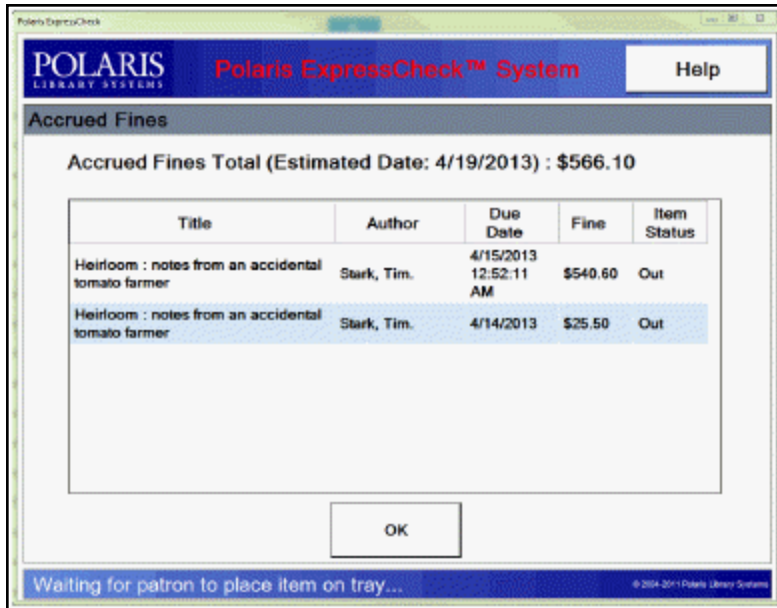 Polaris ExpressCheck
POLARIS
LIBRARY SYSTEMS
Polaris ExpressCheck™ System
Help
Accrued Fines
Accrued Fines Total (Estimated Date: 4/19/2013) : $566.10
Title
Author
Due
Date
Fine
Item
Status
Heirloom : notes from an accidental
tomato farmer
Stark, Tim.
4/15/2013
12:52:11
AM
$540.60
Out
Heirloom : notes from an accidental
tomato farmer
Stark, Tim.
4/14/2013
$25.50
Out
OK
Waiting for patron to place item on tray...
© 2004-2011 Polaris Library Systems